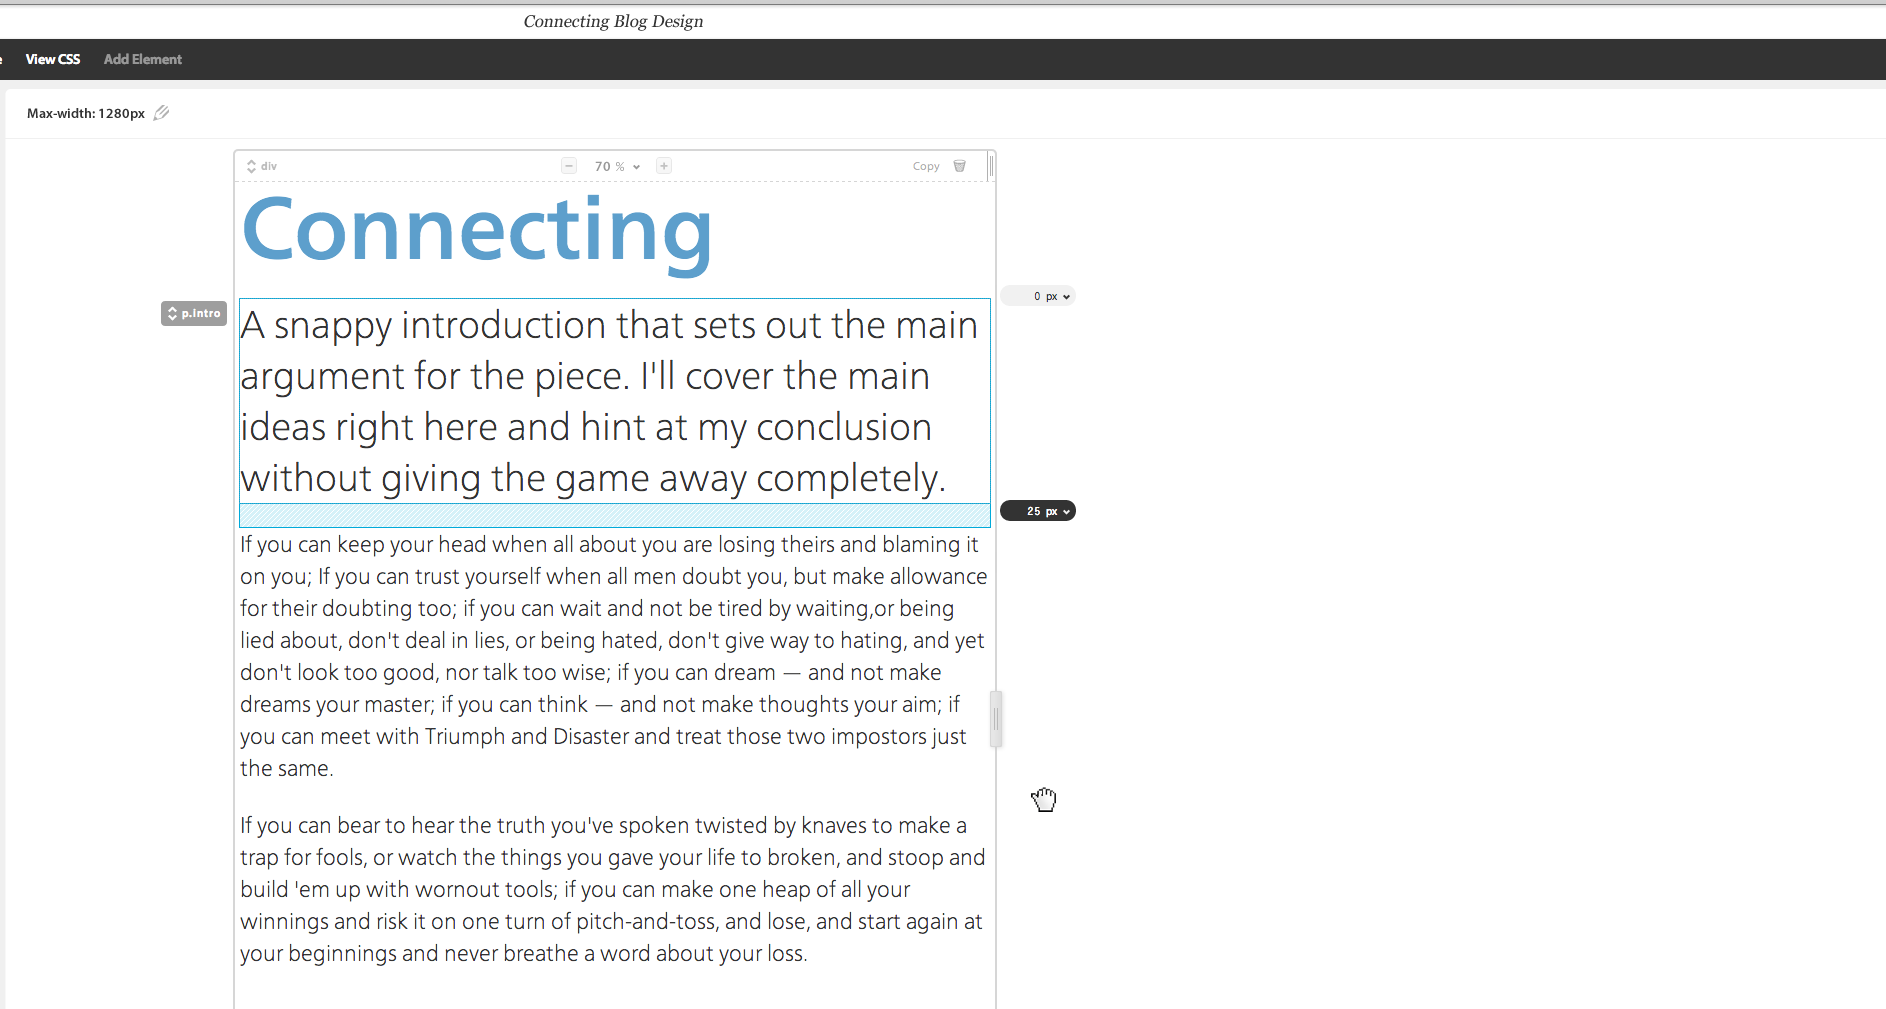 Connecting Blog Design
View CSS Add Element
Max-width: 1280px
div − 70 % + Copy
Connecting
p.intro
0 px
A snappy introduction that sets out the main
argument for the piece. I'll cover the main
ideas right here and hint at my conclusion
without giving the game away completely.
25 px
If you can keep your head when all about you are losing theirs and blaming it
on you; If you can trust yourself when all men doubt you, but make allowance
for their doubting too; if you can wait and not be tired by waiting,or being
lied about, don't deal in lies, or being hated, don't give way to hating, and yet
don't look too good, nor talk too wise; if you can dream — and not make
dreams your master; if you can think — and not make thoughts your aim; if
you can meet with Triumph and Disaster and treat those two impostors just
the same.
If you can bear to hear the truth you've spoken twisted by knaves to make a
trap for fools, or watch the things you gave your life to broken, and stoop and
build 'em up with wornout tools; if you can make one heap of all your
winnings and risk it on one turn of pitch-and-toss, and lose, and start again at
your beginnings and never breathe a word about your loss.